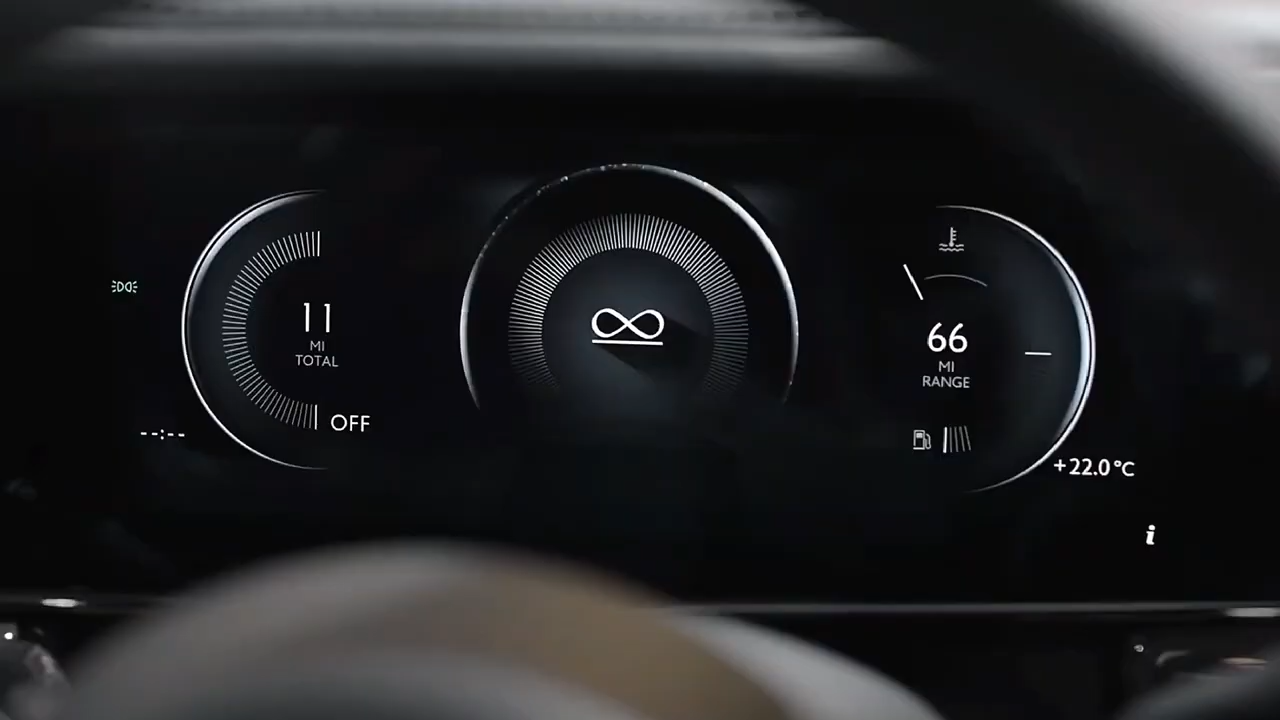 11
MI
TOTAL
OFF
--:--
66
MI
RANGE
+22.0°C
i